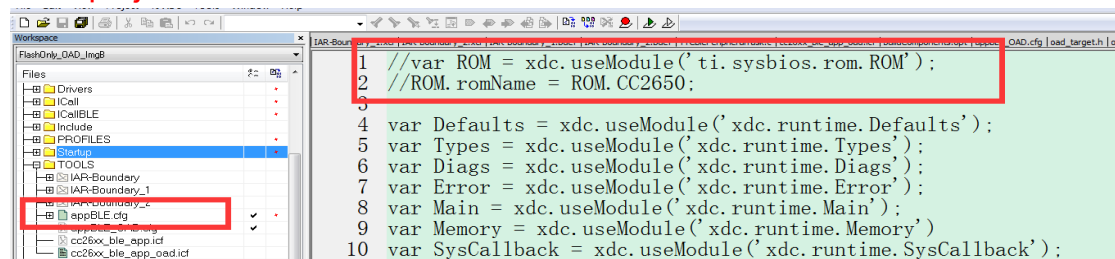 Workspace
FlashOnly_OAD_ImgB
Files
Drivers
ICall
ICallBLE
Include
PROFILES
Startup
TOOLS
IAR-Boundary
IAR-Boundary_1
IAR-Boundary_2
appBLE.cfg
appBLE_OAD.cfg
cc26xx_ble_app.icf
cc26xx_ble_app_oad.icf
1 //var ROM = xdc.useModule('ti.sysbios.rom.ROM');
2 //ROM.romName = ROM.CC2650;
3
4 var Defaults = xdc.useModule('xdc.runtime.Defaults');
5 var Types = xdc.useModule('xdc.runtime.Types');
6 var Diags = xdc.useModule('xdc.runtime.Diags');
7 var Error = xdc.useModule('xdc.runtime.Error');
8 var Main = xdc.useModule('xdc.runtime.Main');
9 var Memory = xdc.useModule('xdc.runtime.Memory')
10 var SysCallback = xdc.useModule('xdc.runtime.SysCallback');